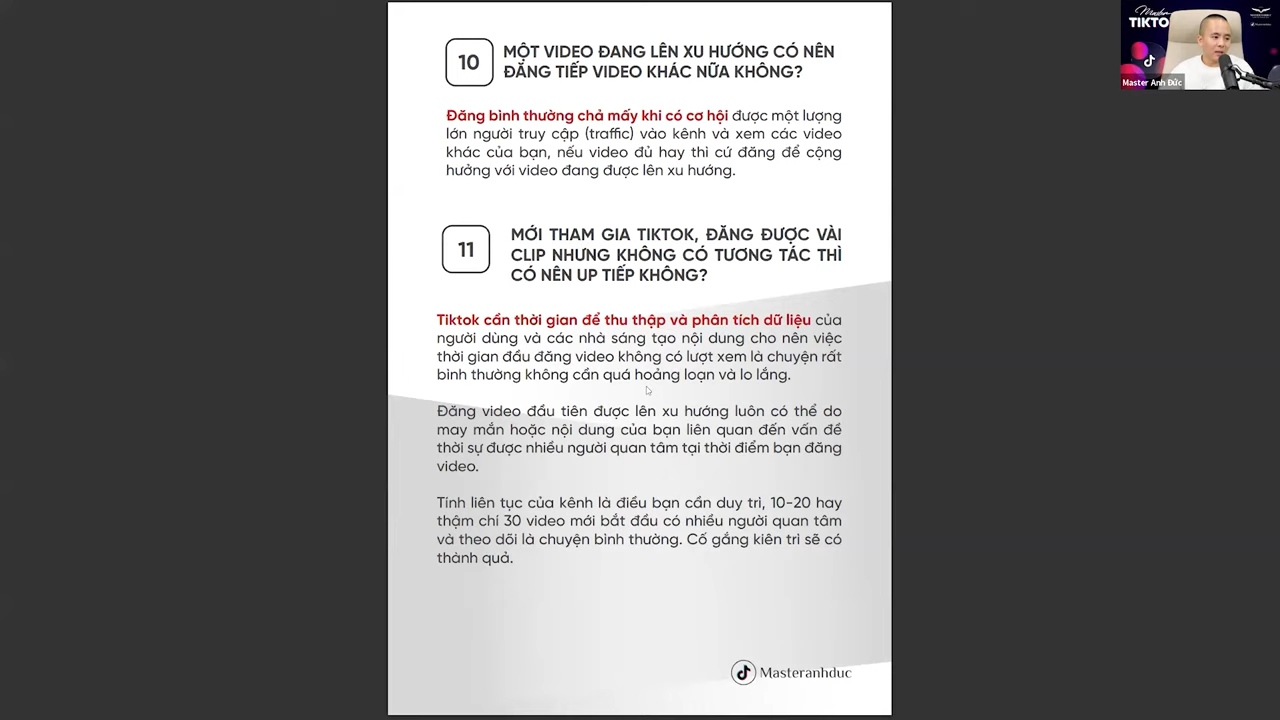 10
MỘT VIDEO ĐANG LÊN XU HƯỚNG CÓ NÊN
ĐĂNG TIẾP VIDEO KHÁC NỮA KHÔNG?
Đăng bình thường chả mấy khi có cơ hội được một lượng
lớn người truy cập (traffic) vào kênh và xem các video
khác của bạn, nếu video đủ hay thì cứ đăng để cộng
hưởng với video đang được lên xu hướng.
11
MỚI THAM GIA TIKTOK, ĐĂNG ĐƯỢC VÀI
CLIP NHƯNG KHÔNG CÓ TƯƠNG TÁC THÌ
CÓ NÊN UP TIẾP KHÔNG?
Tiktok cần thời gian để thu thập và phân tích dữ liệu của
người dùng và các nhà sáng tạo nội dung cho nên việc
thời gian đầu đăng video không có lượt xem là chuyện rất
bình thường không cần quá hoảng loạn và lo lắng.
Đăng video đầu tiên được lên xu hướng luôn có thể do
may mắn hoặc nội dung của bạn liên quan đến vấn đề
thời sự được nhiều người quan tâm tại thời điểm bạn đăng
video.
Tính liên tục của kênh là điều bạn cần duy trì, 10-20 hay
thậm chí 30 video mới bắt đầu có nhiều người quan tâm
và theo dõi là chuyện bình thường. Cố gắng kiên trì sẽ có
thành quả.
Masteranhduc
Master
TIKTO
Master Anh Đức